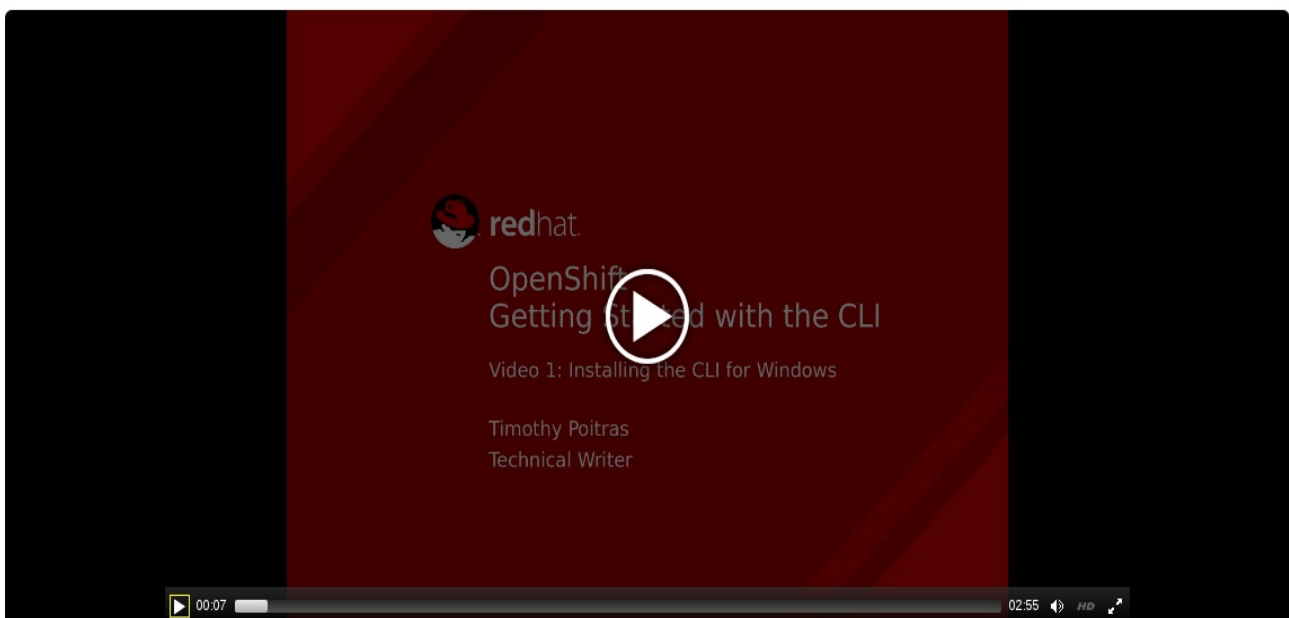 redhat.
OpenShift
Getting Started with the CLI
Video 1: Installing the CLI for Windows
Timothy Poitras
Technical Writer
00:07
02:55
HD